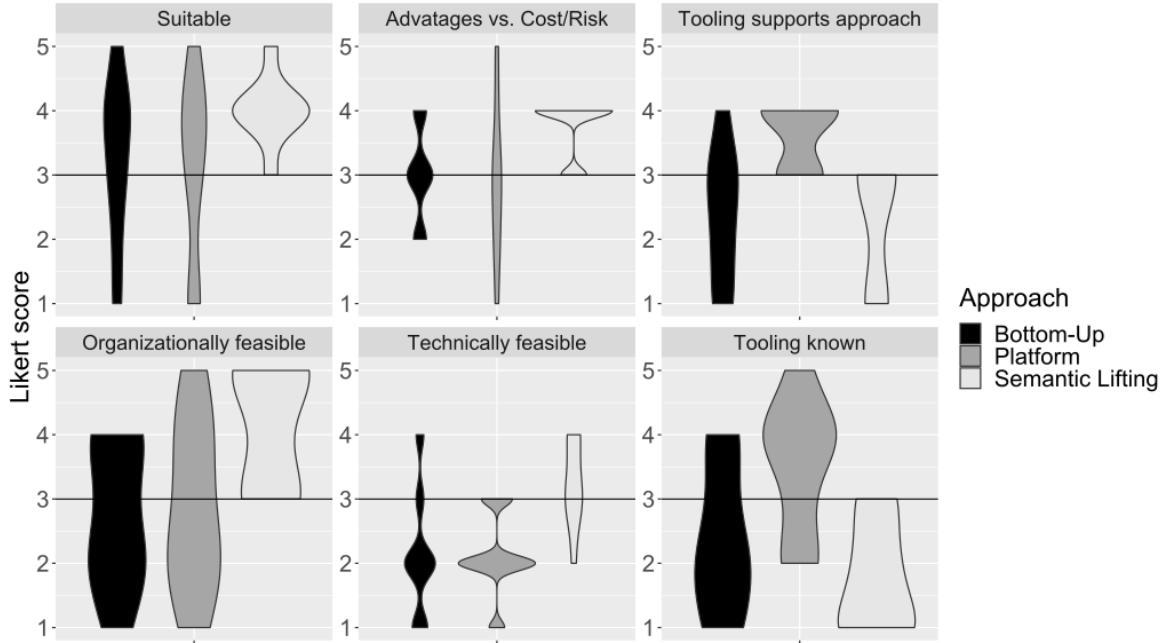 Suitable
Advatages vs. Cost/Risk
Tooling supports approach
5
4
3
2
1
5
4
3
2
1
5
4
3
2
1
Likert score
Organizationally feasible
Technically feasible
Tooling known
5
4
3
2
1
5
4
3
2
1
5
4
3
2
1
Approach
Bottom-Up
Platform
Semantic Lifting